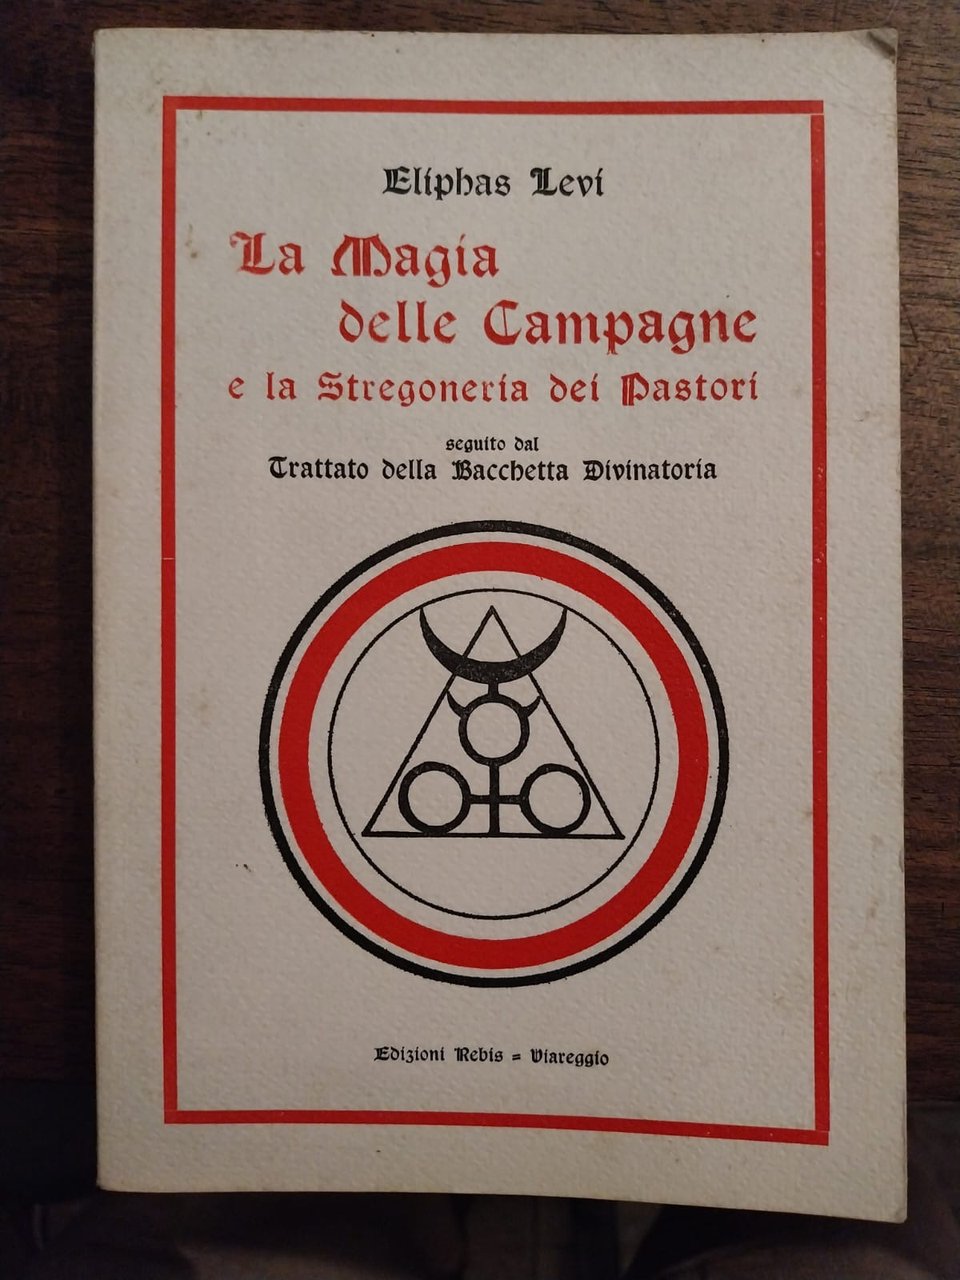 Eliphas Levi
La Magia
delle Campagne
e la Stregoneria dei Pastori
seguito dal
Trattato della Bacchetta Divinatoria
Edizioni Rebis = Viareggio